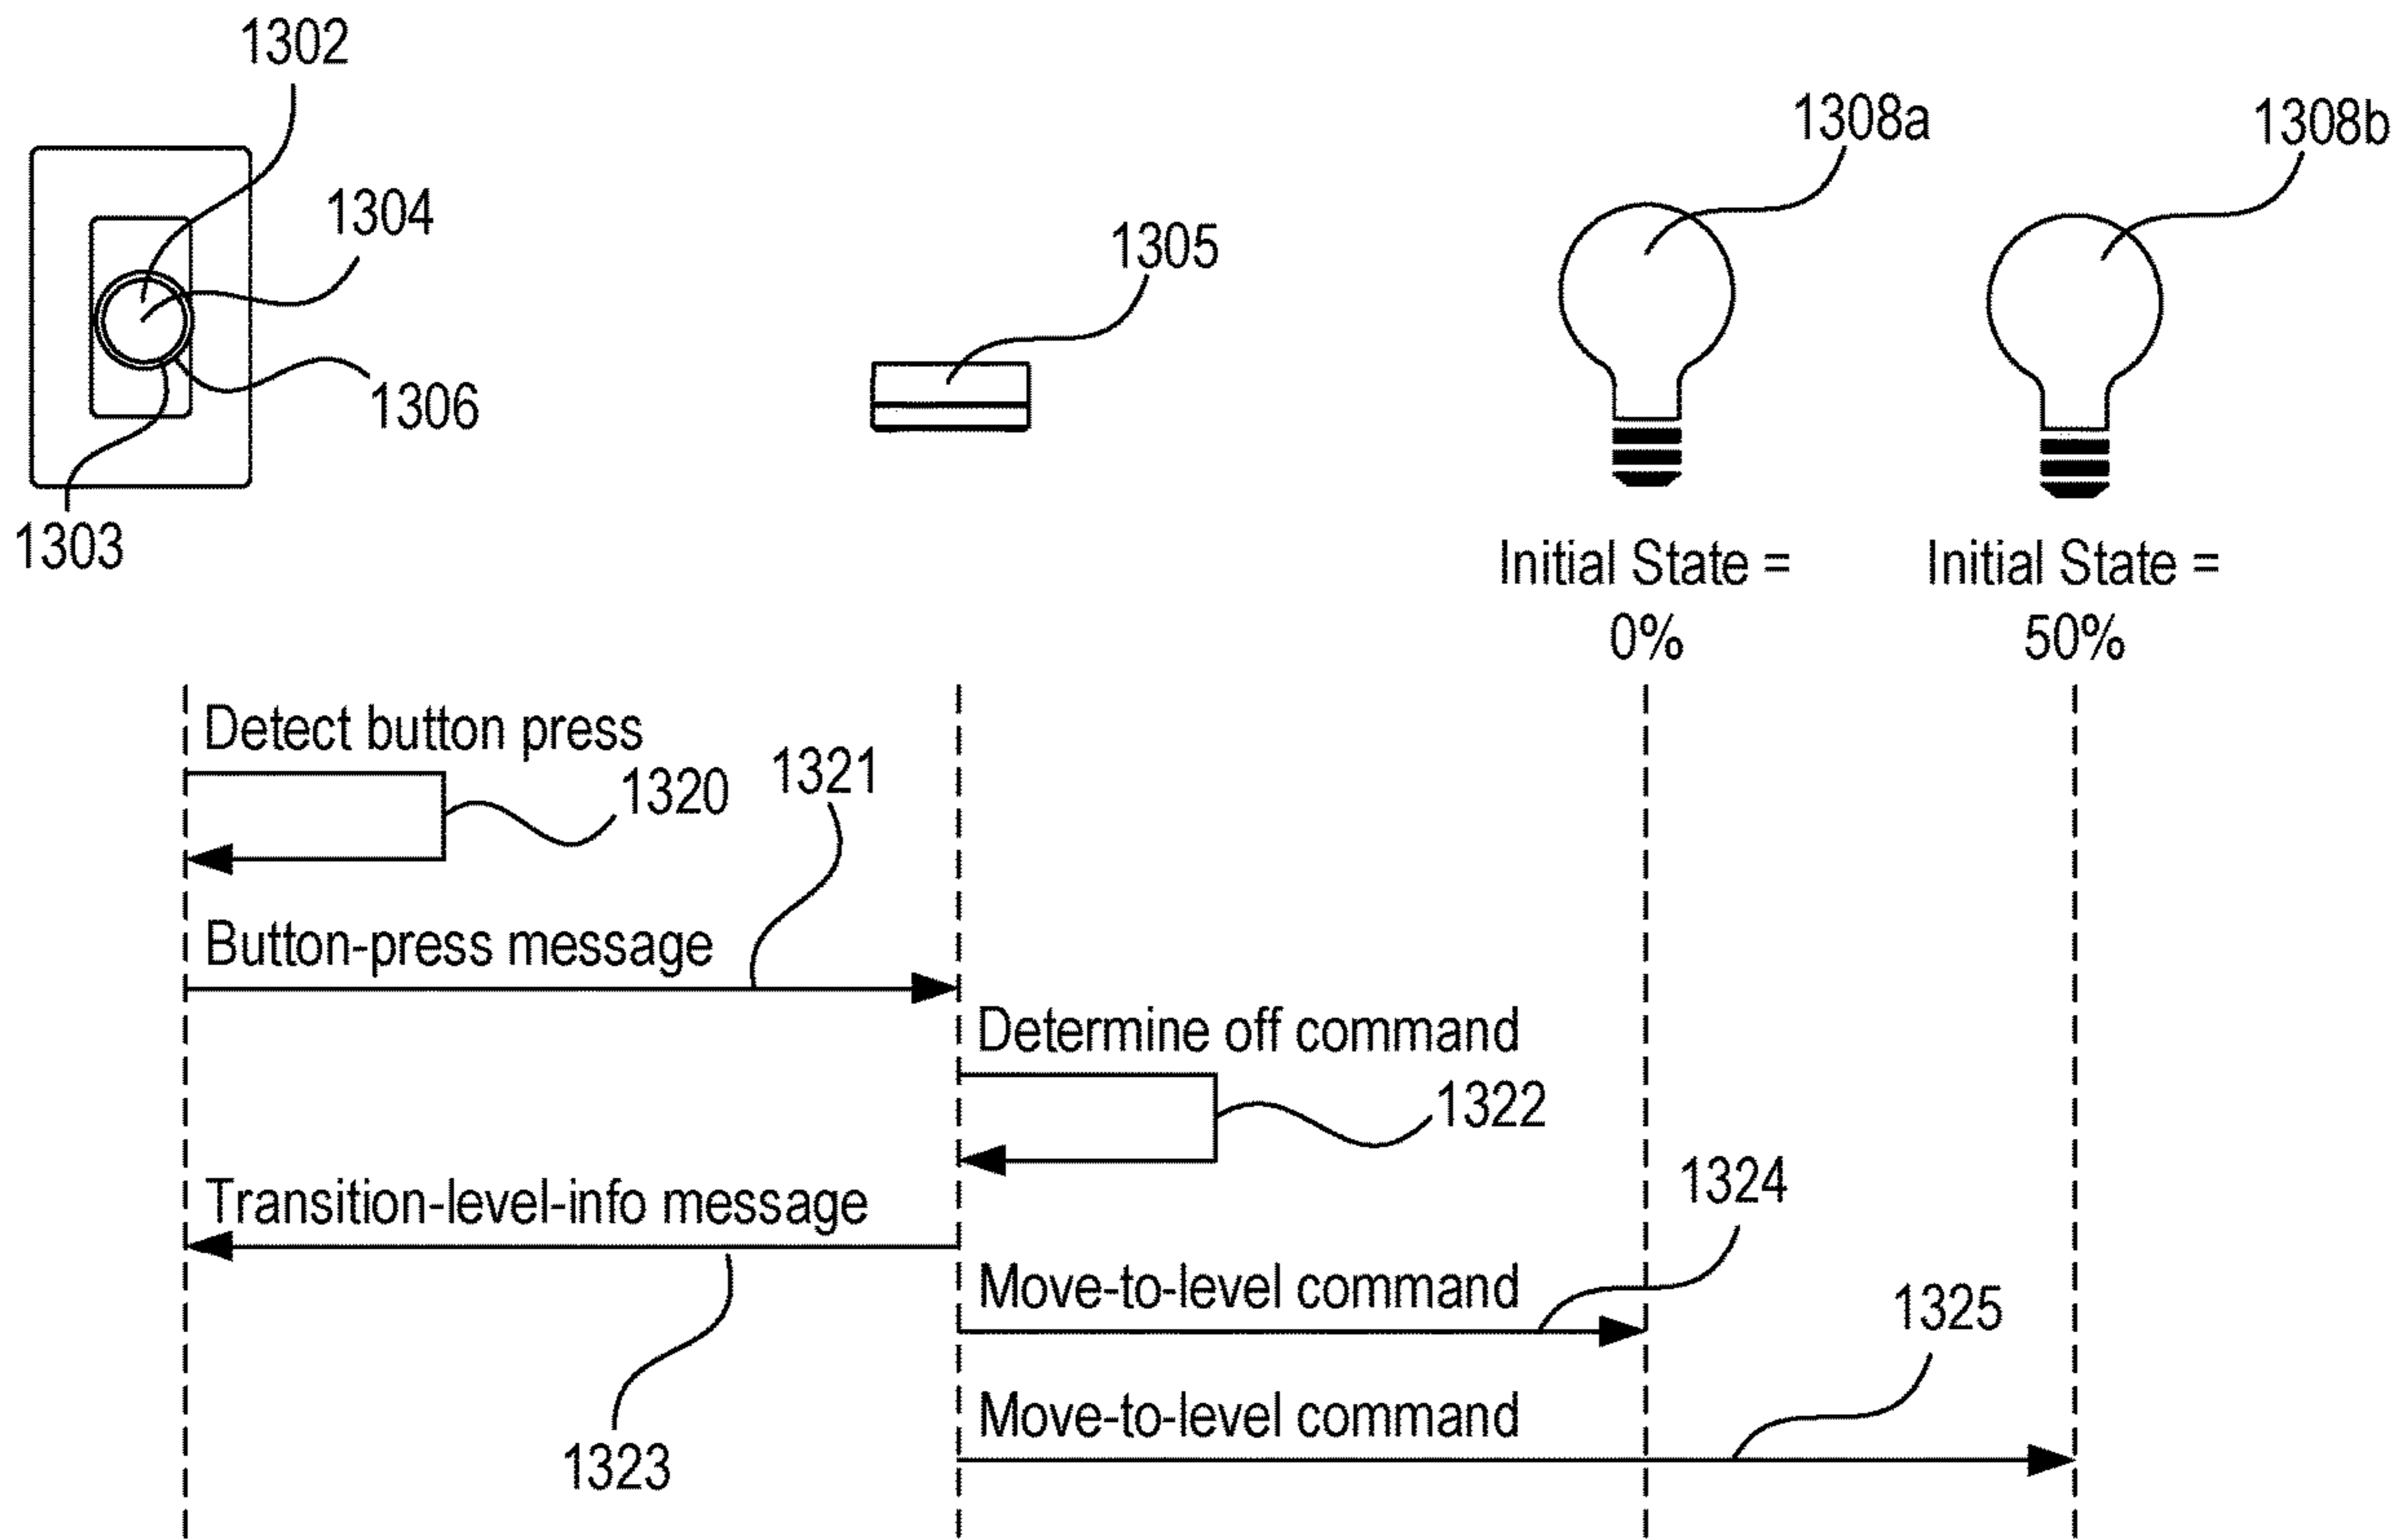 1302
1308a
1308b
1304
1305
1306
1303
Initial State =
0%
Initial State =
50%
Detect button press
1320
1321
Button-press message
Determine off command
1322
Transition-level-info message
1324
Move-to-level command
1325
Move-to-level command
1323